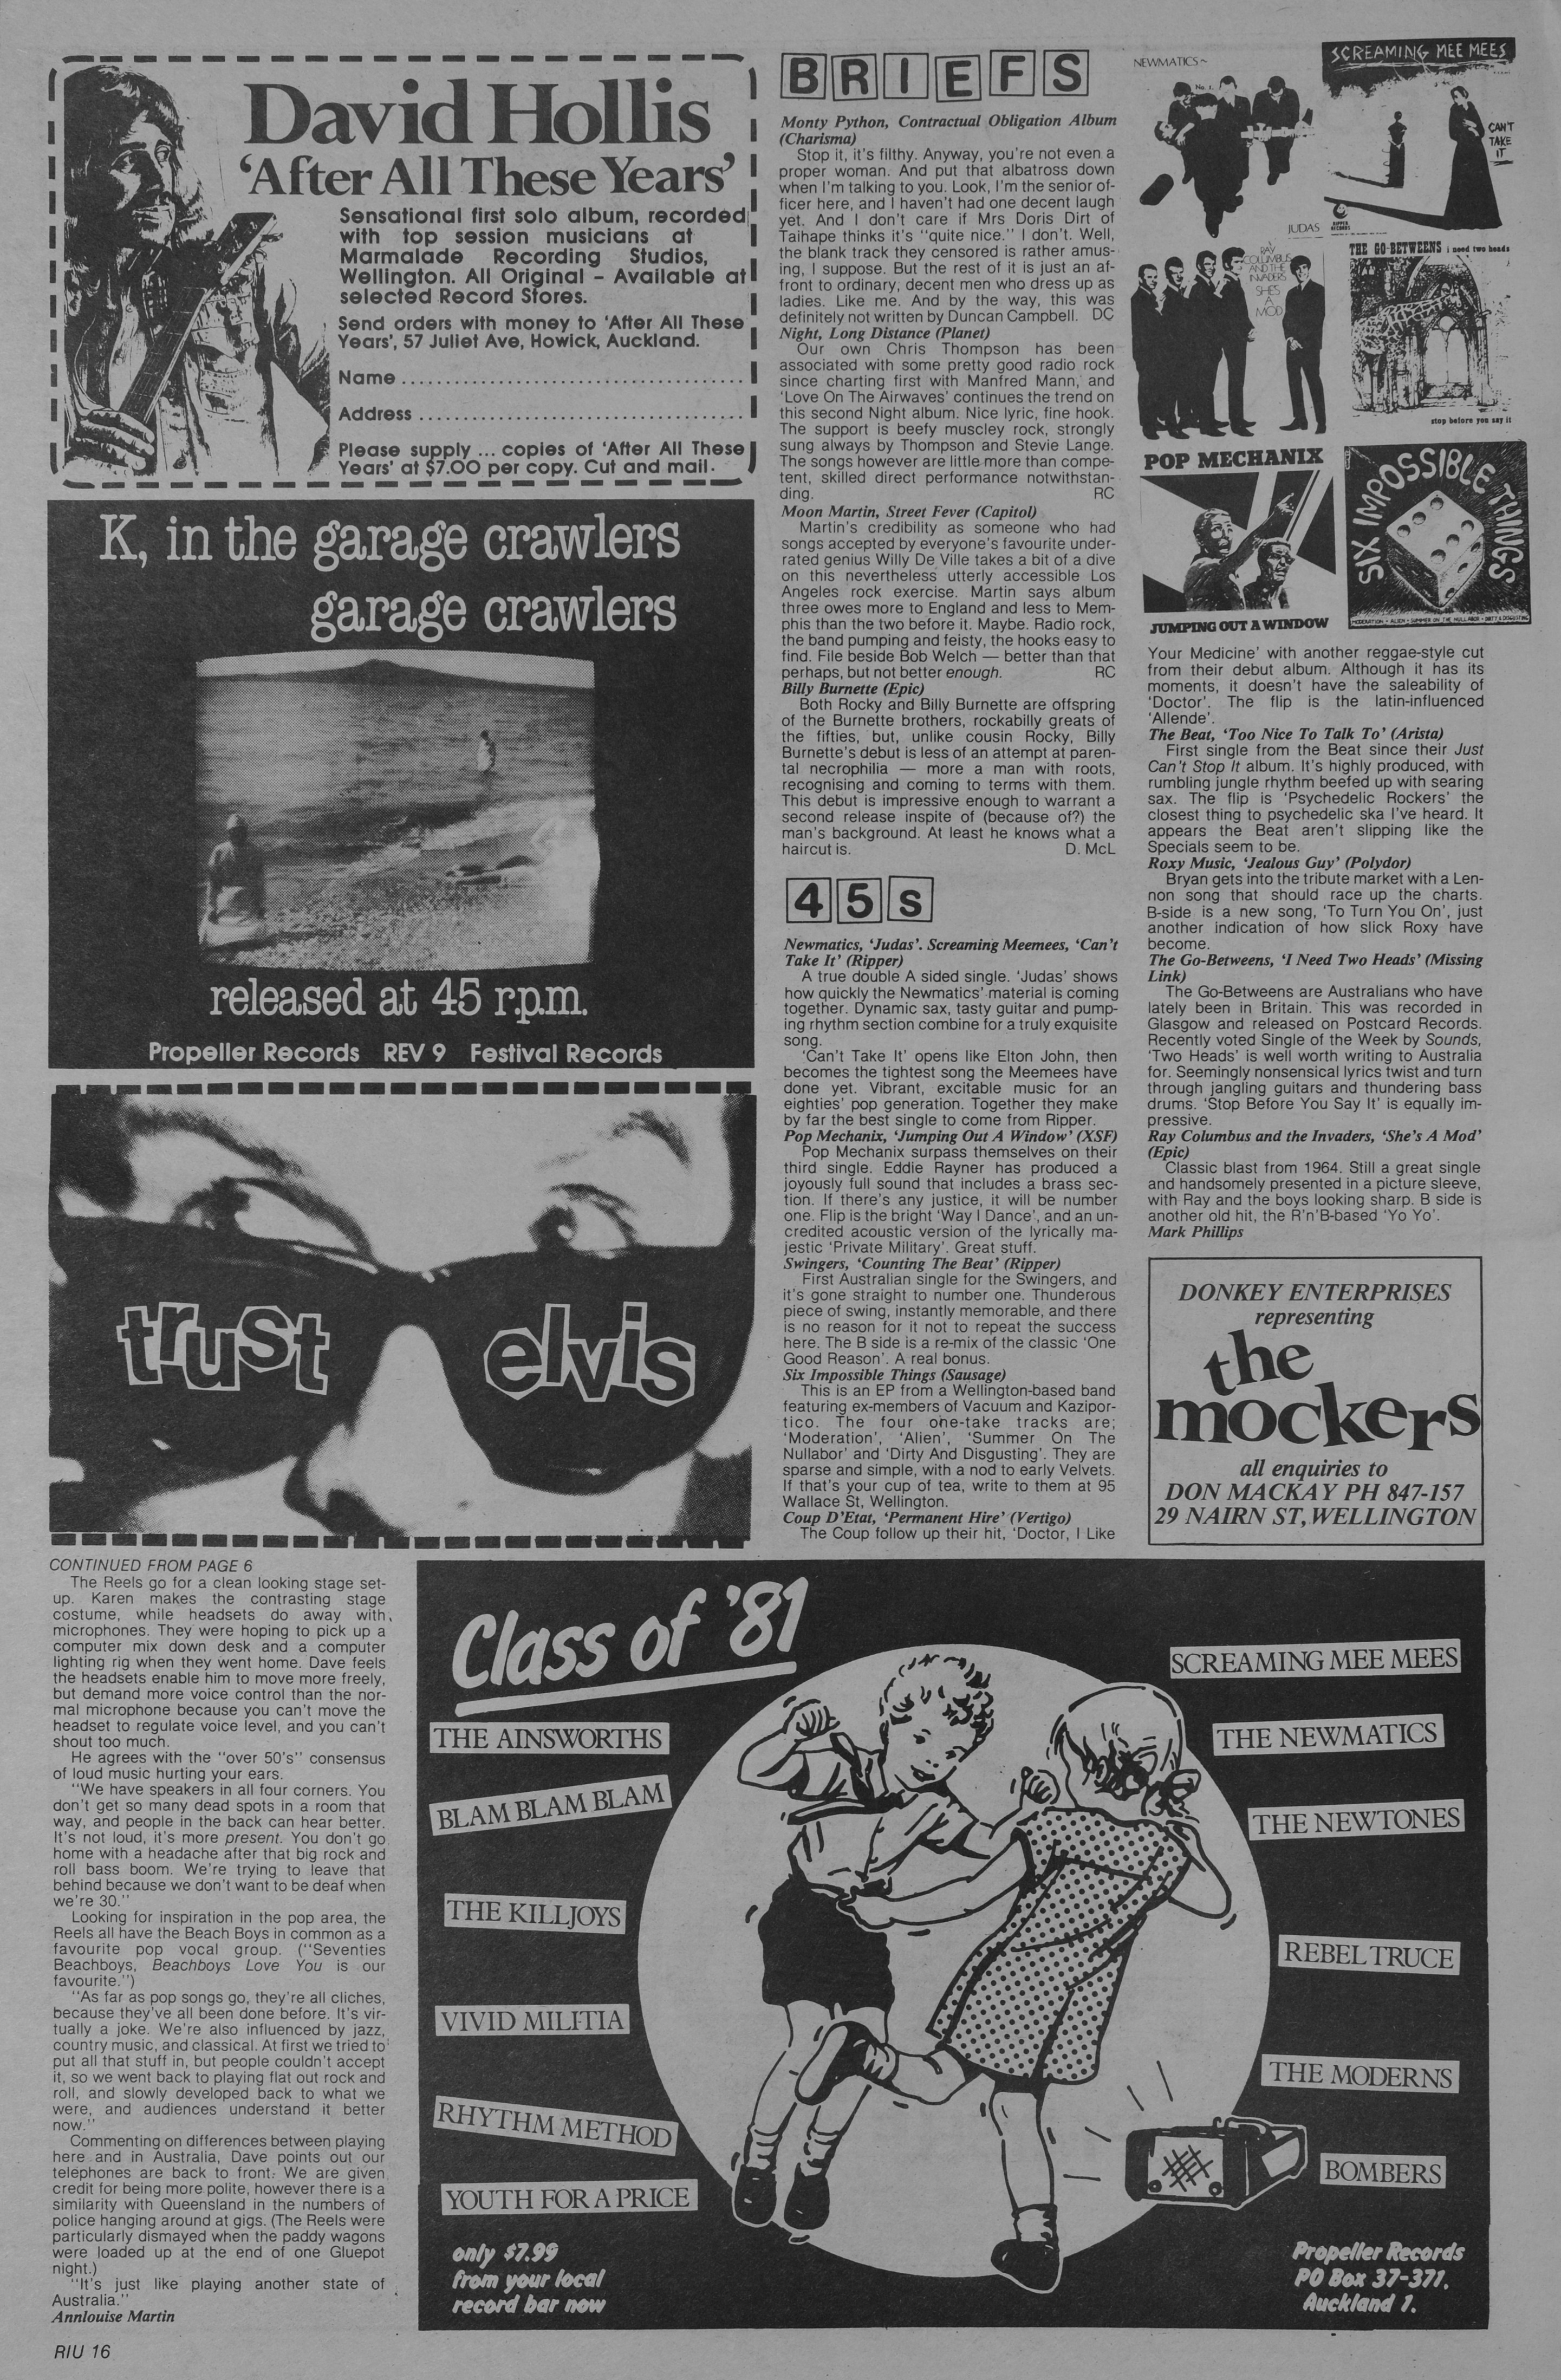 David Hollis
‘After All These Years’
Sensational first solo album, recorded
with top session musicians at
Marmalade Recording Studios,
Wellington. All Original – Available at
selected Record Stores.
Send orders with money to ‘After All These
Years’, 57 Juliet Ave, Howick, Auckland.
Name ......................................
Address ....................................
Please supply ... copies of ‘After All These
Years’ at $7.00 per copy. Cut and mail.
K, in the garage crawlers
garage crawlers
released at 45 r.p.m.
Propeller Records REV 9 Festival Records
trust elvis
BRIEFS
Monty Python, Contractual Obligation Album
(Charisma)
Stop it, it's filthy. Anyway, you're not even a
proper woman. And put that albatross down
when I'm talking to you. Look, I'm the senior of-
ficer here, and I haven't had one decent laugh
yet. And I don't care if Mrs Doris Dirt of
Taihape thinks it's "quite nice." I don't. Well,
the blank track they censored is rather amus-
ing, I suppose. But the rest of it is just an af-
front to ordinary, decent men who dress up as
ladies. Like me. And by the way, this was
definitely not written by Duncan Campbell. DC
Night, Long Distance (Planet)
Our own Chris Thompson has been
associated with some pretty good radio rock
since charting first with Manfred Mann, and
‘Love On The Airwaves’ continues the trend on
this second Night album. Nice lyric, fine hook.
The support is beefy muscley rock, strongly
sung always by Thompson and Stevie Lange.
The songs however are little more than compe-
tent, skilled direct performance notwithstan-
ding. RC
Moon Martin, Street Fever (Capitol)
Martin's credibility as someone who had
songs accepted by everyone's favourite under-
rated genius Willy De Ville takes a bit of a dive
on this nevertheless utterly accessible Los
Angeles rock exercise. Martin says album
three owes more to England and less to Mem-
phis than the two before it. Maybe. Radio rock,
the band pumping and feisty, the hooks easy to
find. File beside Bob Welch — better than that
perhaps, but not better enough. RC
Billy Burnette (Epic)
Both Rocky and Billy Burnette are offspring
of the Burnette brothers, rockabilly greats of
the fifties, but, unlike cousin Rocky, Billy
Burnette's debut is less of an attempt at paren-
tal necrophilia — more a man with roots,
recognising and coming to terms with them.
This debut is impressive enough to warrant a
second release inspite of (because of?) the
man's background. At least he knows what a
haircut is. D. McL
45s
Newmatics, ‘Judas’. Screaming Meemees, ‘Can't
Take It’ (Ripper)
A true double A sided single. ‘Judas’ shows
how quickly the Newmatics’ material is coming
together. Dynamic sax, tasty guitar and pump-
ing rhythm section combine for a truly exquisite
song.
‘Can't Take It’ opens like Elton John, then
becomes the tightest song the Meemees have
done yet. Vibrant, excitable music for an
eighties’ pop generation. Together they make
by far the best single to come from Ripper.
Pop Mechanix, ‘Jumping Out A Window’ (XSF)
Pop Mechanix surpass themselves on their
third single. Eddie Rayner has produced a
joyously full sound that includes a brass sec-
tion. If there's any justice, it will be number
one. Flip is the bright ‘Way I Dance’, and an un-
credited acoustic version of the lyrically ma-
jestic ‘Private Military’. Great stuff.
Swingers, ‘Counting The Beat’ (Ripper)
First Australian single for the Swingers, and
it's gone straight to number one. Thunderous
piece of swing, instantly memorable, and there
is no reason for it not to repeat the success
here. The B side is a re-mix of the classic ‘One
Good Reason’. A real bonus.
Six Impossible Things (Sausage)
This is an EP from a Wellington-based band
featuring ex-members of Vacuum and Kazipor-
tico. The four one-take tracks are;
‘Moderation’, ‘Alien’, ‘Summer On The
Nullabor’ and ‘Dirty And Disgusting’. They are
sparse and simple, with a nod to early Velvets.
If that's your cup of tea, write to them at 95
Wallace St, Wellington.
Coup D'Etat, ‘Permanent Hire’ (Vertigo)
The Coup follow up their hit, ‘Doctor, I Like
NEWMATICS~
No. 1.
JUDAS
SCREAMING MEE MEES
CAN'T
TAKE
IT
RIPPER
RECORDS
RAY
COLUMBUS
AND THE
INVADERS
SHE'S
A
MOD
THE GO-BETWEENS i need two heads
stop before you say it
POP MECHANIX
JUMPING OUT A WINDOW
SIX IMPOSSIBLE THINGS
MODERATION • ALIEN • SUMMER ON THE NULLABOR • DIRTY & DISGUSTING
Your Medicine’ with another reggae-style cut
from their debut album. Although it has its
moments, it doesn't have the saleability of
‘Doctor’. The flip is the latin-influenced
‘Allende’.
The Beat, ‘Too Nice To Talk To’ (Arista)
First single from the Beat since their Just
Can't Stop It album. It's highly produced, with
rumbling jungle rhythm beefed up with searing
sax. The flip is ‘Psychedelic Rockers’ the
closest thing to psychedelic ska I've heard. It
appears the Beat aren't slipping like the
Specials seem to be.
Roxy Music, ‘Jealous Guy’ (Polydor)
Bryan gets into the tribute market with a Len-
non song that should race up the charts.
B-side is a new song, ‘To Turn You On’, just
another indication of how slick Roxy have
become.
The Go-Betweens, ‘I Need Two Heads’ (Missing
Link)
The Go-Betweens are Australians who have
lately been in Britain. This was recorded in
Glasgow and released on Postcard Records.
Recently voted Single of the Week by Sounds,
‘Two Heads’ is well worth writing to Australia
for. Seemingly nonsensical lyrics twist and turn
through jangling guitars and thundering bass
drums. ‘Stop Before You Say It’ is equally im-
pressive.
Ray Columbus and the Invaders, ‘She's A Mod’
(Epic)
Classic blast from 1964. Still a great single
and handsomely presented in a picture sleeve,
with Ray and the boys looking sharp. B side is
another old hit, the R'n'B-based ‘Yo Yo’.
Mark Phillips
DONKEY ENTERPRISES
representing
the
mockers
all enquiries to
DON MACKAY PH 847-157
29 NAIRN ST, WELLINGTON
CONTINUED FROM PAGE 6
The Reels go for a clean looking stage set-
up. Karen makes the contrasting stage
costume, while headsets do away with
microphones. They were hoping to pick up a
computer mix down desk and a computer
lighting rig when they went home. Dave feels
the headsets enable him to move more freely,
but demand more voice control than the nor-
mal microphone because you can't move the
headset to regulate voice level, and you can't
shout too much.
He agrees with the "over 50's" consensus
of loud music hurting your ears.
"We have speakers in all four corners. You
don't get so many dead spots in a room that
way, and people in the back can hear better.
It's not loud, it's more present. You don't go
home with a headache after that big rock and
roll bass boom. We're trying to leave that
behind because we don't want to be deaf when
we're 30."
Looking for inspiration in the pop area, the
Reels all have the Beach Boys in common as a
favourite pop vocal group. ("Seventies
Beachboys, Beachboys Love You is our
favourite.")
"As far as pop songs go, they're all cliches,
because they've all been done before. It's vir-
tually a joke. We're also influenced by jazz,
country music, and classical. At first we tried to
put all that stuff in, but people couldn't accept
it, so we went back to playing flat out rock and
roll, and slowly developed back to what we
were, and audiences understand it better
now."
Commenting on differences between playing
here and in Australia, Dave points out our
telephones are back to front. We are given
credit for being more polite, however there is a
similarity with Queensland in the numbers of
police hanging around at gigs. (The Reels were
particularly dismayed when the paddy wagons
were loaded up at the end of one Gluepot
night.)
"It's just like playing another state of
Australia."
Annlouise Martin
Class of ’81
THE AINSWORTHS
BLAM BLAM BLAM
THE KILLJOYS
VIVID MILITIA
RHYTHM METHOD
YOUTH FOR A PRICE
SCREAMING MEE MEES
THE NEWMATICS
THE NEWTONES
REBEL TRUCE
THE MODERNS
BOMBERS
only $7.99
from your local
record bar now
Propeller Records
PO Box 37-371,
Auckland 1.
RIU 16